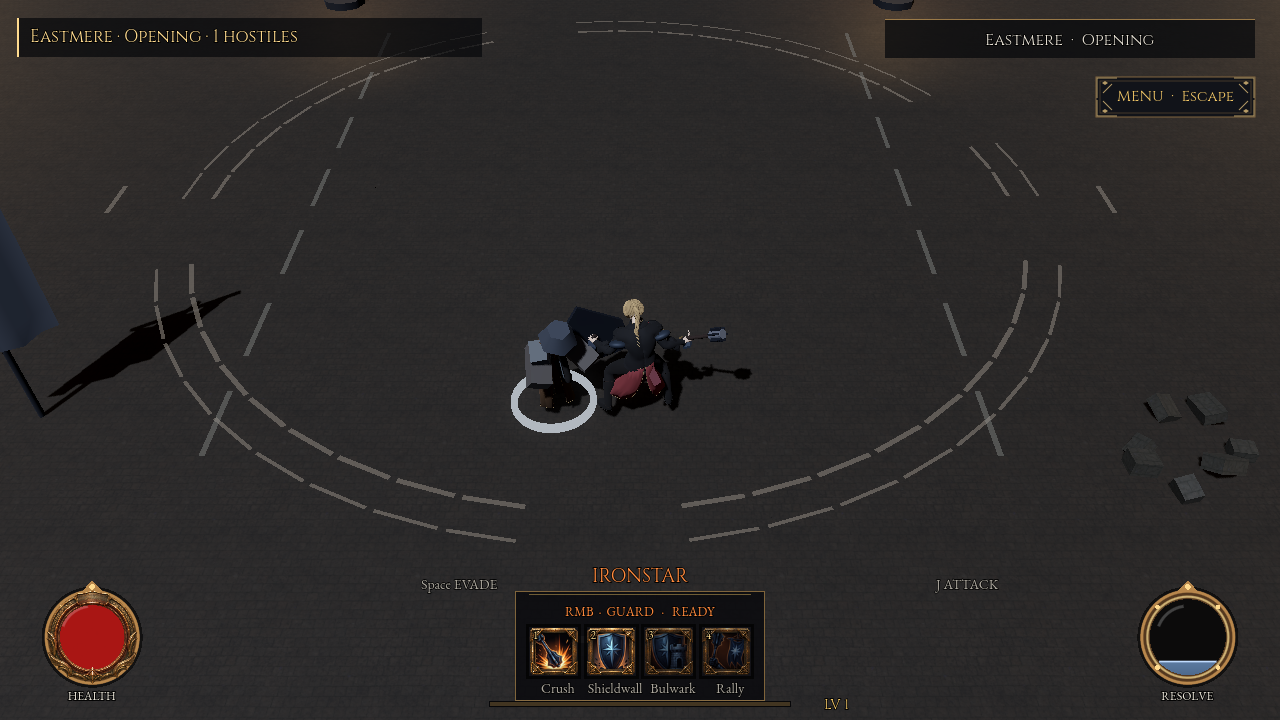 Eastmere · Opening · 1 hostiles
Eastmere · Opening
MENU · Escape
IRONSTAR
Space EVADE
J ATTACK
RMB · GUARD · READY
1 2 3 4
Crush Shieldwall Bulwark Rally
HEALTH
RESOLVE
LV 1